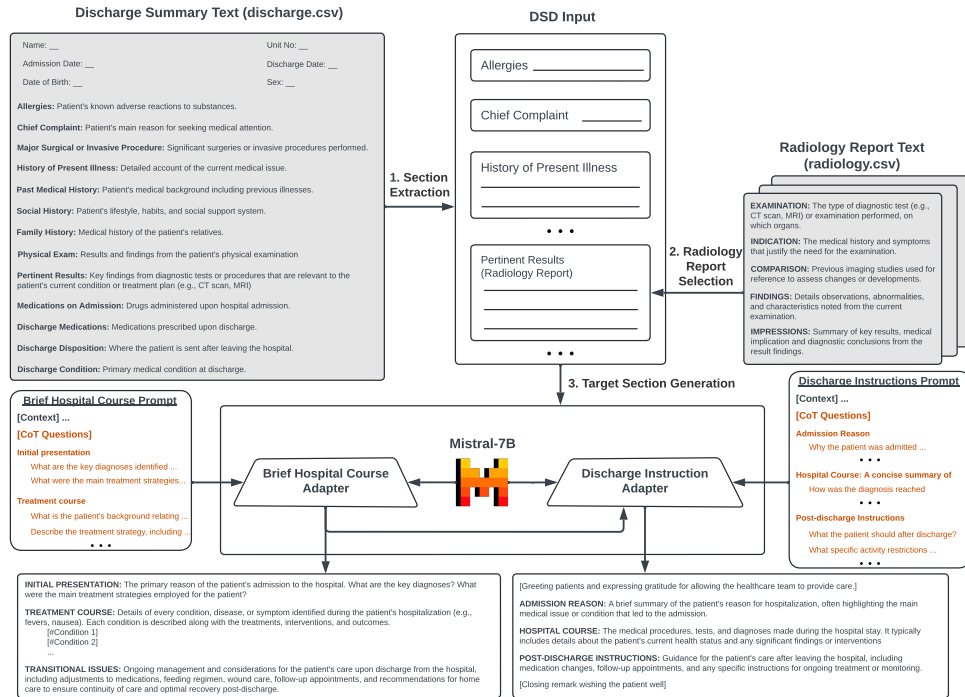 Discharge Summary Text (discharge.csv)
Name: __
Unit No: __
Admission Date: __
Discharge Date: __
Date of Birth: __
Sex: __
Allergies: Patient's known adverse reactions to substances.
Chief Complaint: Patient's main reason for seeking medical attention.
Major Surgical or Invasive Procedure: Significant surgeries or invasive procedures performed.
History of Present Illness: Detailed account of the current medical issue.
Past Medical History: Patient's medical background including previous illnesses.
Social History: Patient's lifestyle, habits, and social support system.
Family History: Medical history of the patient's relatives.
Physical Exam: Results and findings from the patient's physical examination
Pertinent Results: Key findings from diagnostic tests or procedures that are relevant to the
patient's current condition or treatment plan (e.g., CT scan, MRI)
Medications on Admission: Drugs administered upon hospital admission.
Discharge Medications: Medications prescribed upon discharge.
Discharge Disposition: Where the patient is sent after leaving the hospital.
Discharge Condition: Primary medical condition at discharge.
1. Section
Extraction
DSD Input
Allergies
Chief Complaint
History of Present Illness
• • •
Pertinent Results
(Radiology Report)
• • •
2. Radiology
Report
Selection
Radiology Report Text
(radiology.csv)
EXAMINATION: The type of diagnostic test (e.g.,
CT scan, MRI) or examination performed, on
which organs.
INDICATION: The medical history and symptoms
that justify the need for the examination.
COMPARISON: Previous imaging studies used for
reference to assess changes or developments.
FINDINGS: Details observations, abnormalities,
and characteristics noted from the current
examination.
IMPRESSIONS: Summary of key results, medical
implication and diagnostic conclusions from the
result findings.
3. Target Section Generation
Brief Hospital Course Prompt
[Context] ...
[CoT Questions]
Initial presentation
What are the key diagnoses identified ...
What were the main treatment strategies...
Treatment course
What is the patient's background relating ...
Describe the treatment strategy, including ...
• • •
Brief Hospital Course
Adapter
Mistral-7B
Discharge Instruction
Adapter
Discharge Instructions Prompt
[Context] ...
[CoT Questions]
Admission Reason
Why the patient was admitted ...
• • •
Hospital Course: A concise summary of
How was the diagnosis reached
• • •
Post-discharge Instructions
What the patient should after discharge?
What specific activity restrictions ...
• • •
INITIAL PRESENTATION: The primary reason of the patient's admission to the hospital. What are the key diagnoses? What
were the main treatment strategies employed for the patient?
TREATMENT COURSE: Details of every condition, disease, or symptom identified during the patient's hospitalization (e.g.,
fevers, nausea). Each condition is described along with the treatments, interventions, and outcomes.
[#Condition 1]
[#Condition 2]
...
TRANSITIONAL ISSUES: Ongoing management and considerations for the patient's care upon discharge from the hospital,
including adjustments to medications, feeding regimen, wound care, follow-up appointments, and recommendations for home
care to ensure continuity of care and optimal recovery post-discharge.
[Greeting patients and expressing gratitude for allowing the healthcare team to provide care.]
ADMISSION REASON: A brief summary of the patient's reason for hospitalization, often highlighting the main
medical issue or condition that led to the admission.
HOSPITAL COURSE: The medical procedures, tests, and diagnoses made during the hospital stay. It typically
includes details about the patient's current health status and any significant findings or interventions
POST-DISCHARGE INSTRUCTIONS: Guidance for the patient's care after leaving the hospital, including
medication changes, follow-up appointments, and any specific instructions for ongoing treatment or monitoring.
[Closing remark wishing the patient well]